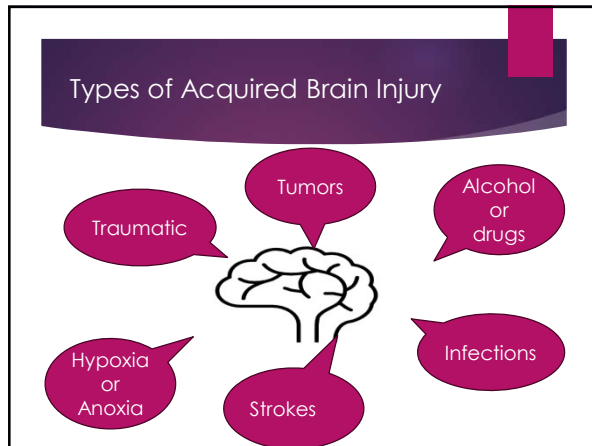 Types of Acquired Brain Injury
Tumors
Alcohol
or
drugs
Traumatic
Infections
Hypoxia
or
Anoxia
Strokes